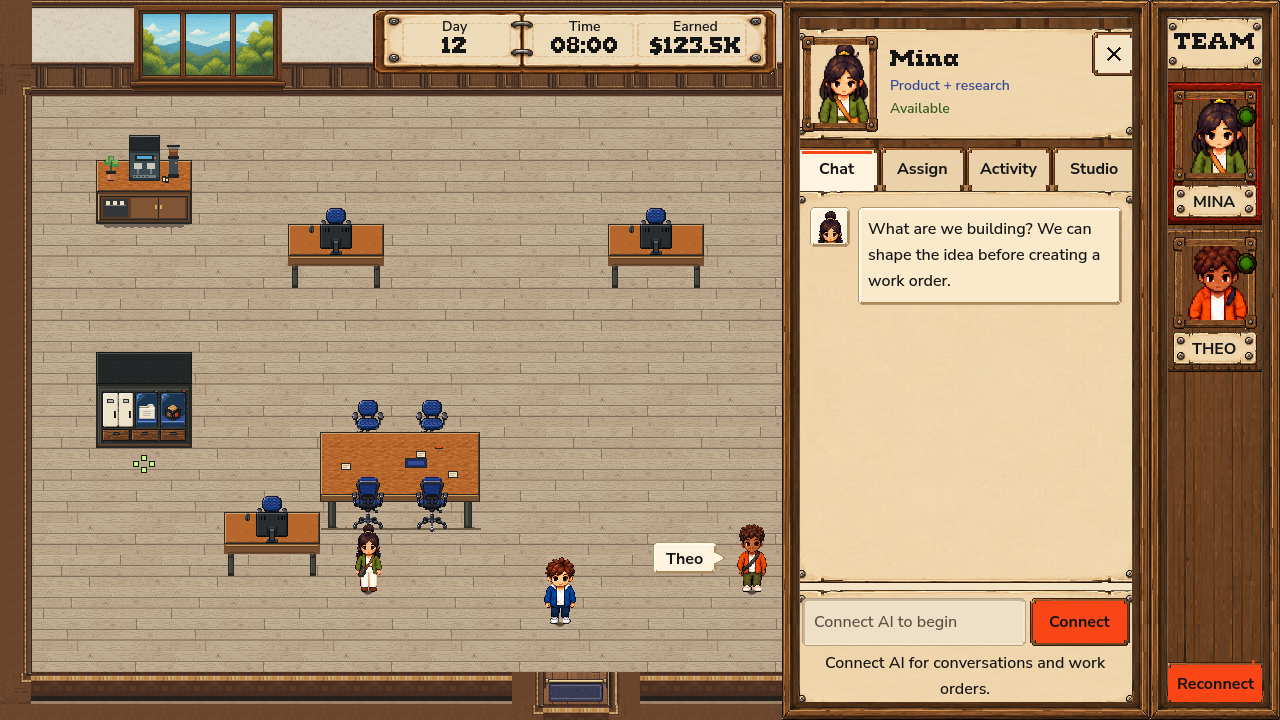 Day
12
Time
08:00
Earned
$123.5K
Mina
Product + research
Available
Chat
Assign
Activity
Studio
What are we building? We can
shape the idea before creating a
work order.
Theo
Connect AI to begin
Connect
Connect AI for conversations and work
orders.
TEAM
MINA
THEO
Reconnect